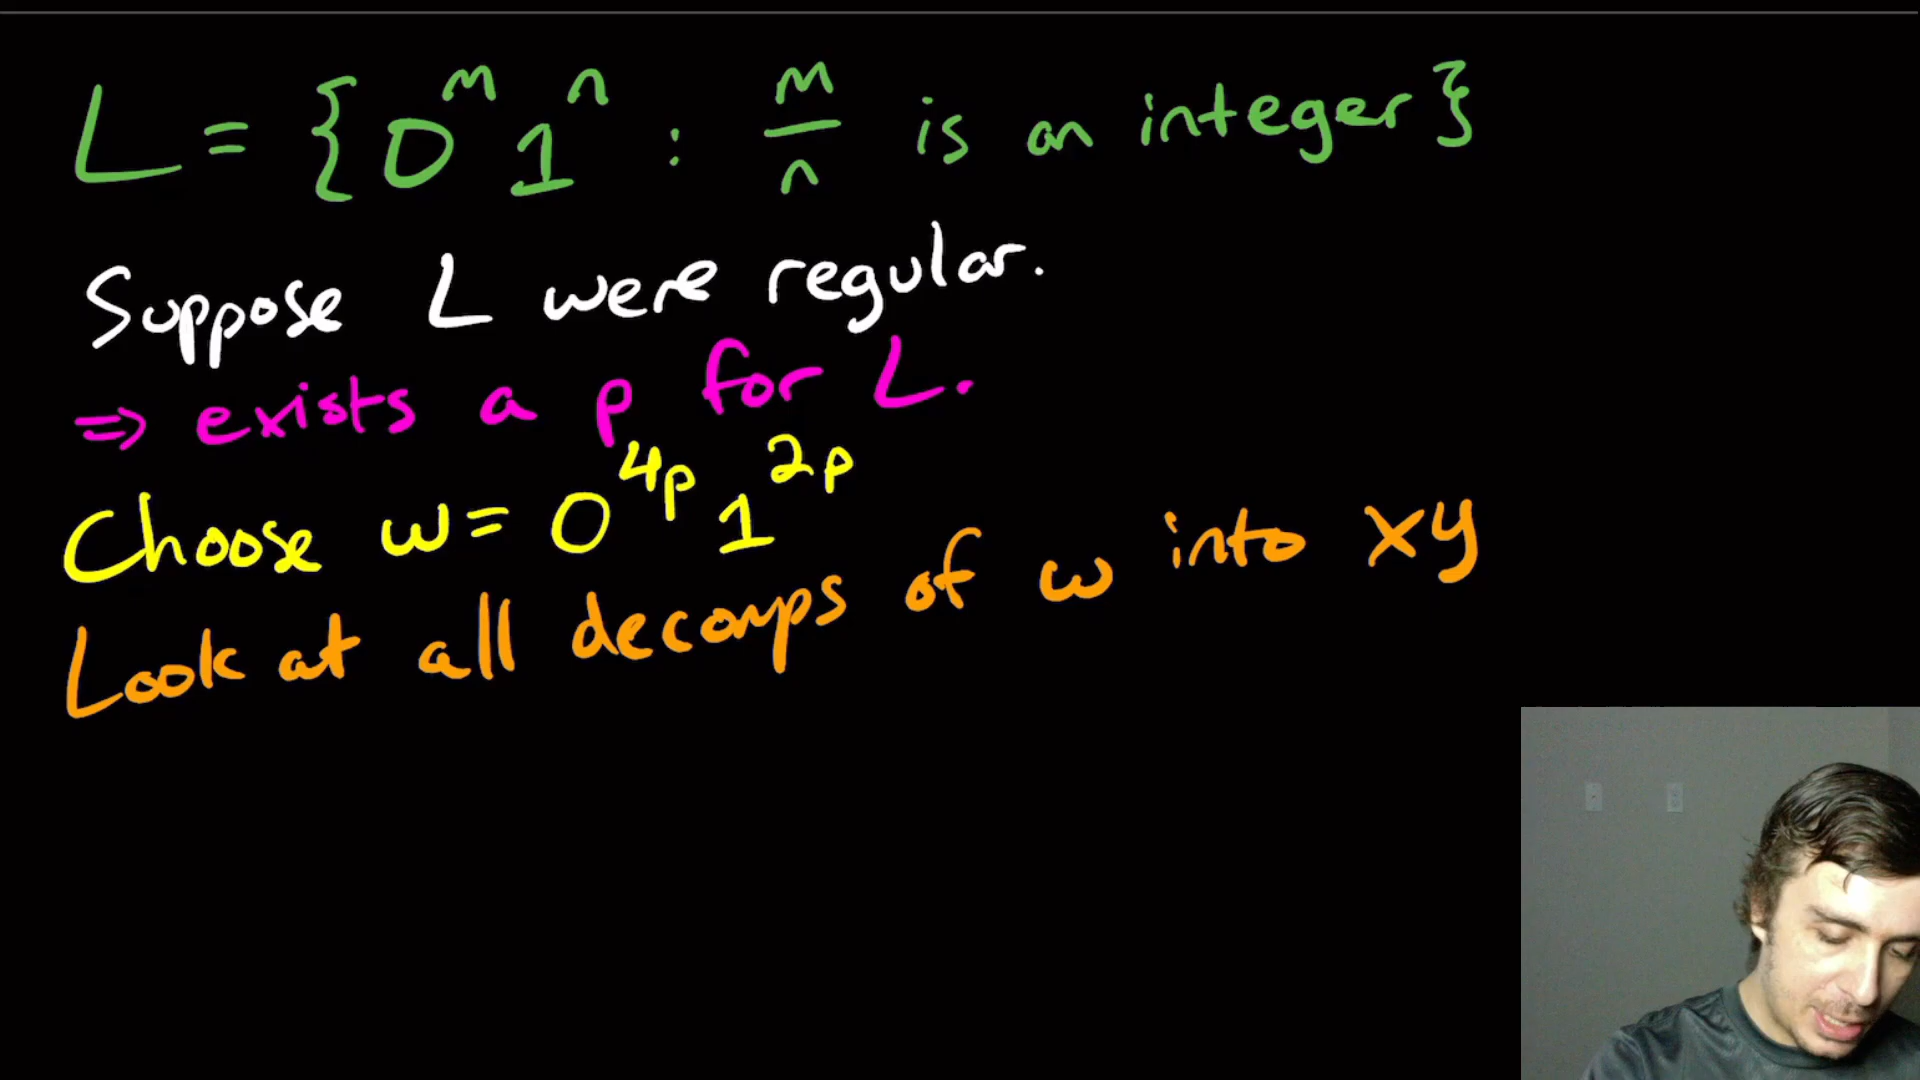 L = {0^m 1^n : m/n is an integer}
Suppose L were regular.
⇒ exists a p for L.
Choose w = 0^4p 1^2p
Look at all decomps of w into xy